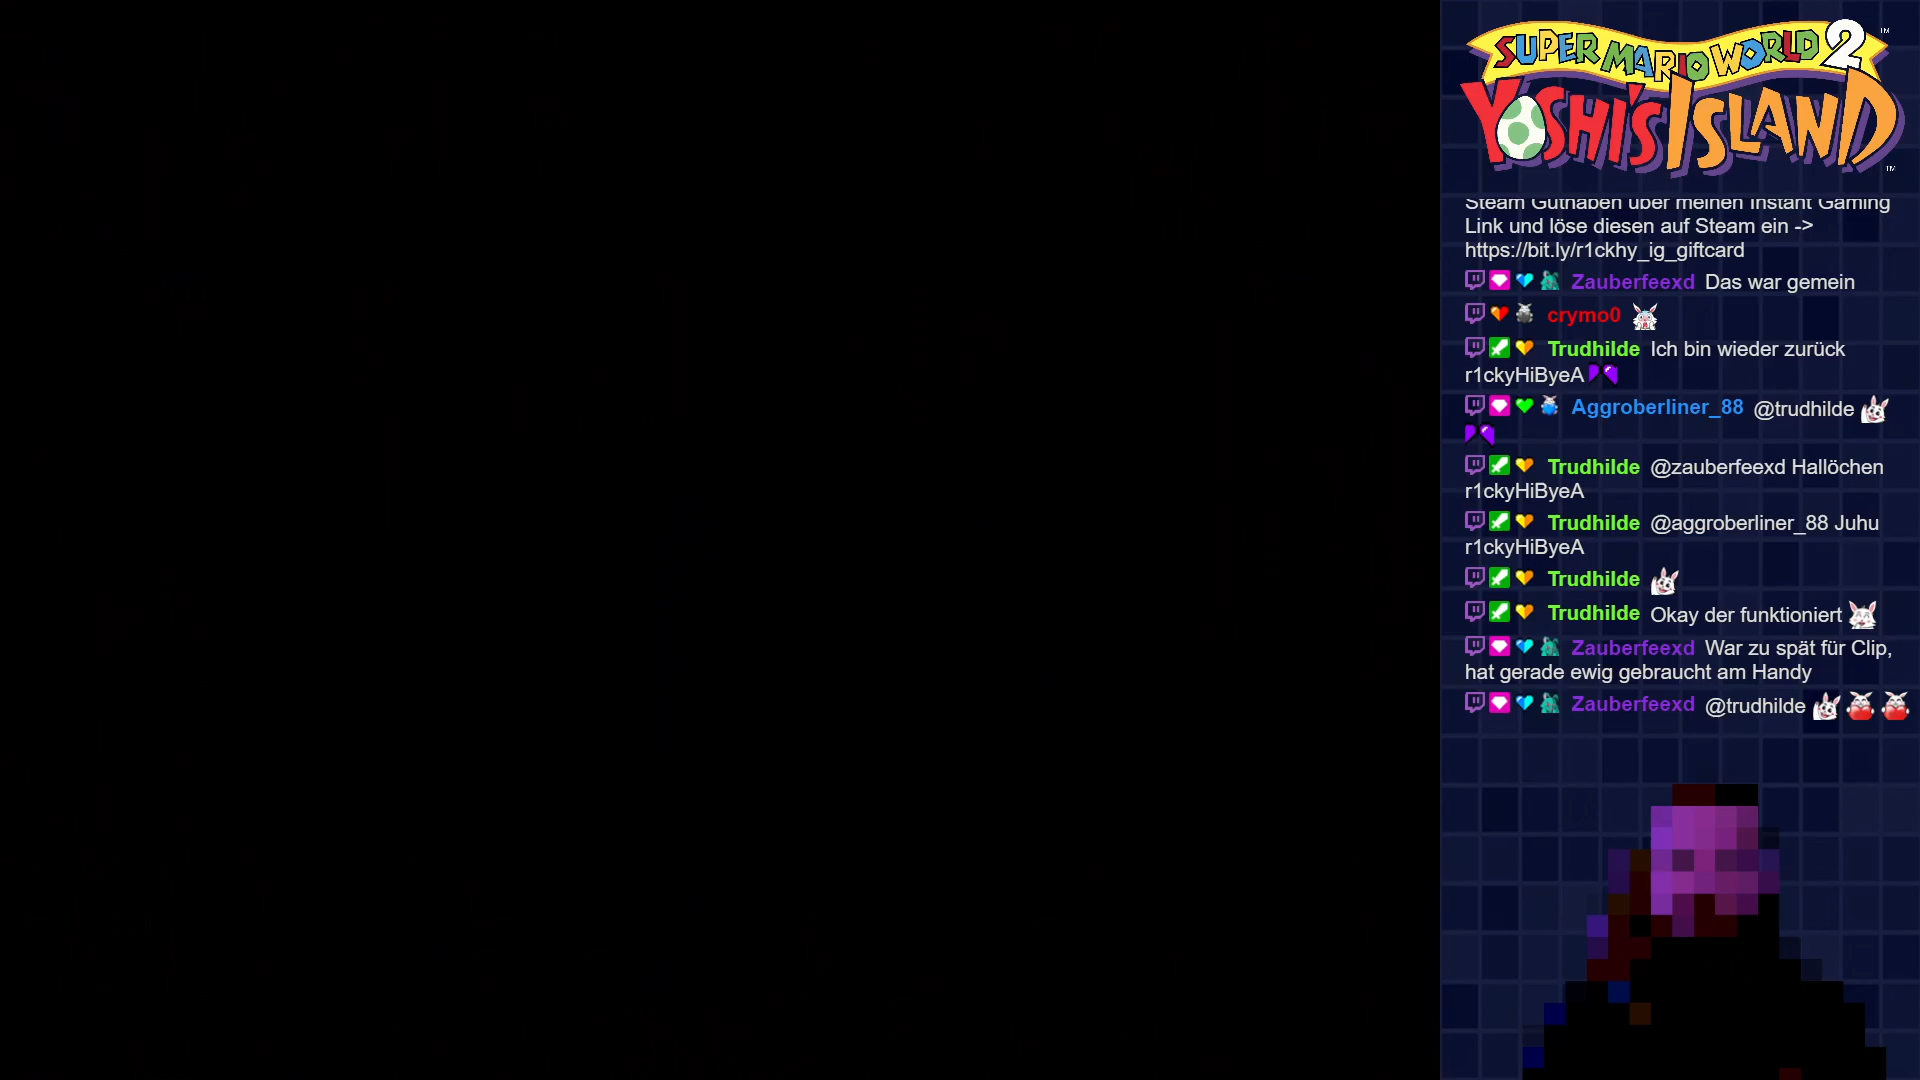 SUPER MARIO WORLD 2 ™
YOSHI'S ISLAND ™
Steam Guthaben über meinen Instant Gaming
Link und löse diesen auf Steam ein ->
https://bit.ly/r1ckhy_ig_giftcard
Zauberfeexd Das war gemein
crymo0
Trudhilde Ich bin wieder zurück
r1ckyHiByeA
Aggroberliner_88 @trudhilde
Trudhilde @zauberfeexd Hallöchen
r1ckyHiByeA
Trudhilde @aggroberliner_88 Juhu
r1ckyHiByeA
Trudhilde
Trudhilde Okay der funktioniert
Zauberfeexd War zu spät für Clip,
hat gerade ewig gebraucht am Handy
Zauberfeexd @trudhilde